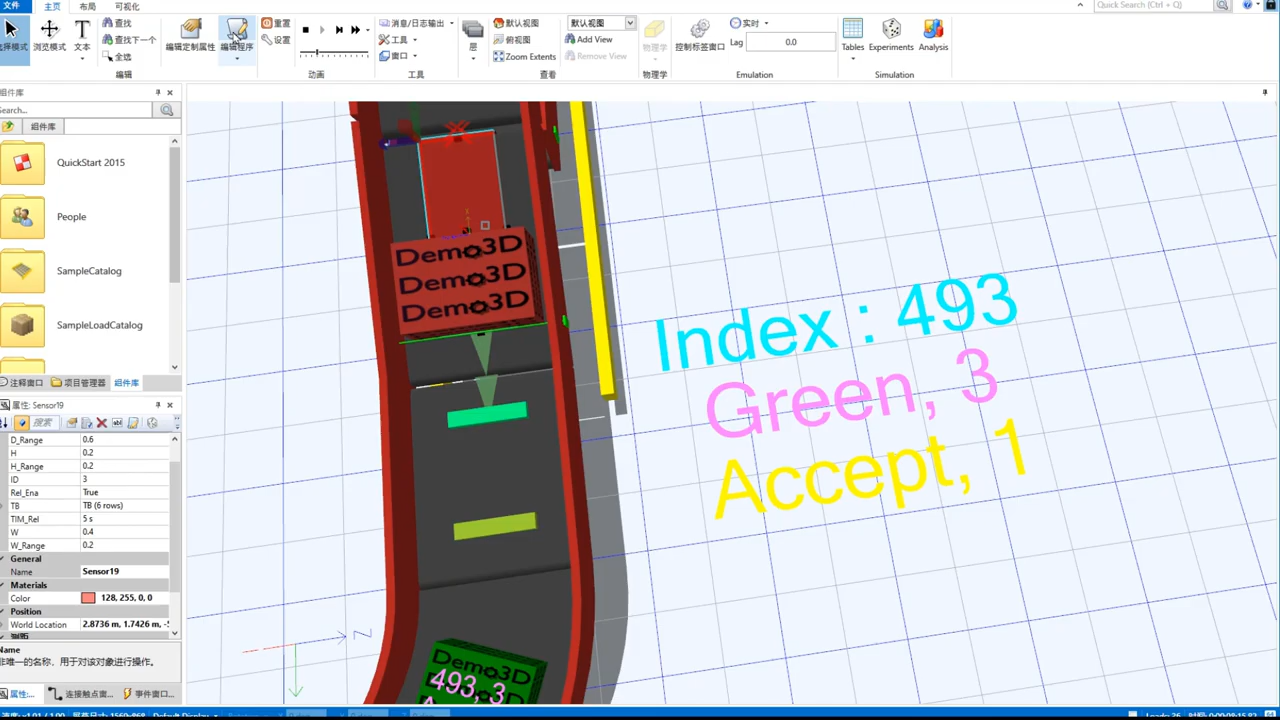 文件 主页 布局 可视化 Quick Search (Ctrl + Q)
选择模式
浏览模式
文本
查找
查找下一个
全选
编辑
编辑定制属性
编辑程序
重置
设置
动画
消息/日志输出
工具
窗口
工具
层
默认视图
俯视图
Zoom Extents
默认视图
Add View
Remove View
查看
物理学
物理学
控制标签窗口
实时
Lag 0.0
Emulation
Tables
Experiments
Analysis
Simulation
组件库
Search...
组件库
QuickStart 2015
People
SampleCatalog
SampleLoadCatalog
注释窗口 项目管理器 组件库
属性: Sensor19
搜索
D_Range 0.6
H 0.2
H_Range 0.2
ID 3
Rel_Ena True
TB TB (6 rows)
TIM_Rel 5 s
W 0.4
W_Range 0.2
General
Name Sensor19
Materials
Color 128, 255, 0, 0
Position
World Location 2.8736 m, 1.7426 m, -5
Name
非唯一的名称，用于对该对象进行操作。
属性... 连接触点窗... 事件窗口...
Demo3D
Demo3D
Demo3D
Index : 493
Green, 3
Accept, 1
Demo3D
493, 3
Z